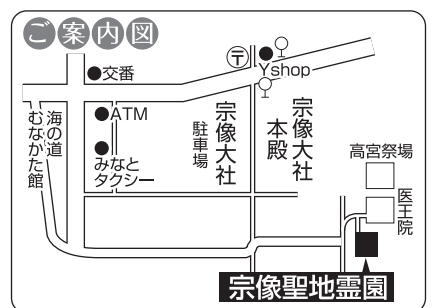 ご案内図
〒
Yshop
交番
ATM
みなと
タクシー
海の道
むなかた館
宗像大社
駐車場
宗像大社
本殿
高宮祭場
医王院
宗像聖地霊園